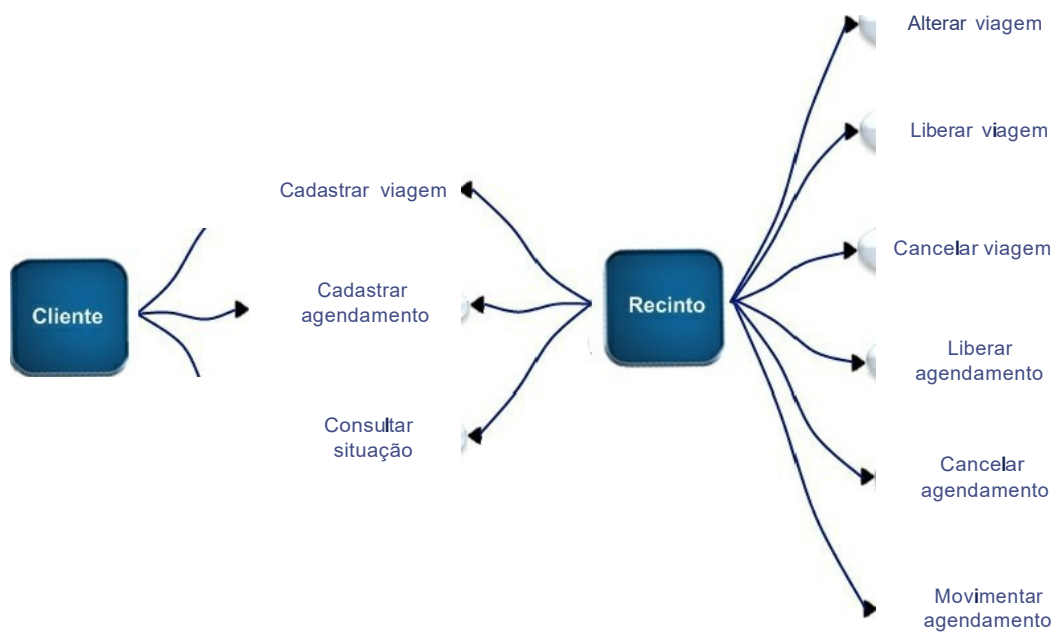 Cliente
Cadastrar viagem
Cadastrar
agendamento
Consultar
situação
Recinto
Alterar viagem
Liberar viagem
Cancelar viagem
Liberar
agendamento
Cancelar
agendamento
Movimentar
agendamento